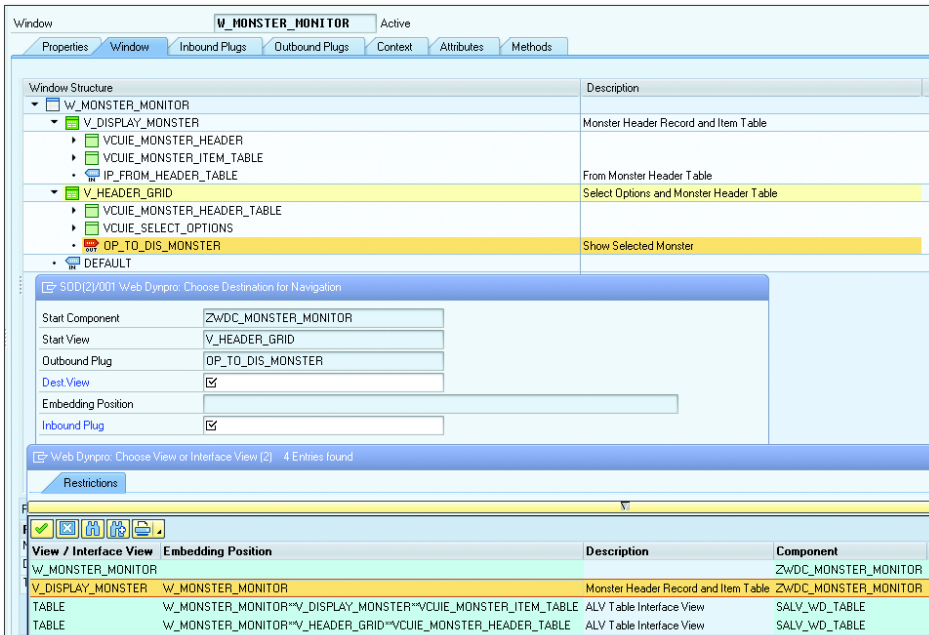 Window W_MONSTER_MONITOR Active
Properties Window Inbound Plugs Outbound Plugs Context Attributes Methods
Window Structure Description
W_MONSTER_MONITOR
V_DISPLAY_MONSTER Monster Header Record and Item Table
VCUIE_MONSTER_HEADER
VCUIE_MONSTER_ITEM_TABLE
IN IP_FROM_HEADER_TABLE From Monster Header Table
V_HEADER_GRID Select Options and Monster Header Table
VCUIE_MONSTER_HEADER_TABLE
VCUIE_SELECT_OPTIONS
OUT OP_TO_DIS_MONSTER Show Selected Monster
IN DEFAULT
SOD(2)/001 Web Dynpro: Choose Destination for Navigation
Start Component ZWDC_MONSTER_MONITOR
Start View V_HEADER_GRID
Outbound Plug OP_TO_DIS_MONSTER
Dest.View
Embedding Position
Inbound Plug
Web Dynpro: Choose View or Interface View (2) 4 Entries found
Restrictions
View / Interface View Embedding Position Description Component
W_MONSTER_MONITOR ZWDC_MONSTER_MONITOR
V_DISPLAY_MONSTER W_MONSTER_MONITOR Monster Header Record and Item Table ZWDC_MONSTER_MONITOR
TABLE W_MONSTER_MONITOR**V_DISPLAY_MONSTER**VCUIE_MONSTER_ITEM_TABLE ALV Table Interface View SALV_WD_TABLE
TABLE W_MONSTER_MONITOR**V_HEADER_GRID**VCUIE_MONSTER_HEADER_TABLE ALV Table Interface View SALV_WD_TABLE